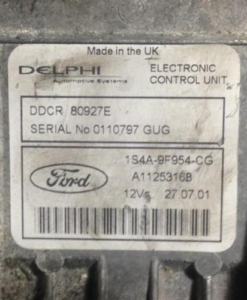 Made in the UK
DELPHI
Automotive Systems
ELECTRONIC
CONTROL UNIT
DDCR 80927E
SERIAL No 0110797 GUG
Ford
1S4A-9F954-CG
A1125316B
12Vs 27.07.01